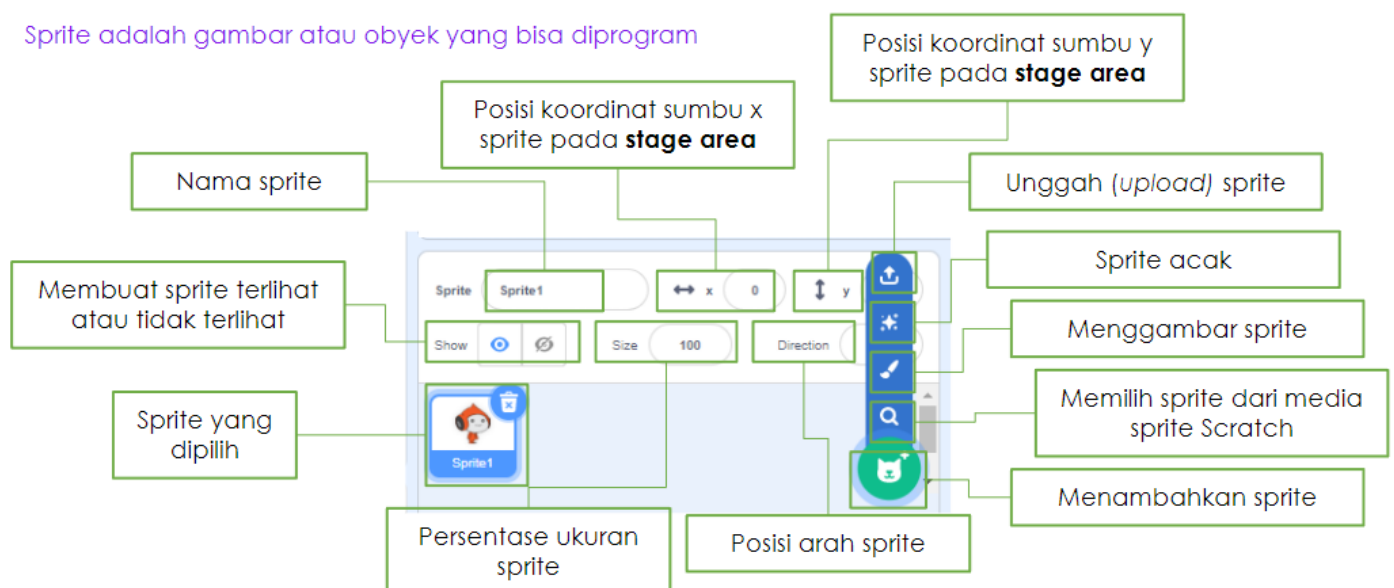 Sprite adalah gambar atau obyek yang bisa diprogram
Posisi koordinat sumbu y
sprite pada stage area
Posisi koordinat sumbu x
sprite pada stage area
Nama sprite
Unggah (upload) sprite
Sprite acak
Membuat sprite terlihat
atau tidak terlihat
Menggambar sprite
Sprite Sprite1 x 0 y
Show Size 100 Direction
Memilih sprite dari media
sprite Scratch
Sprite yang
dipilih
Sprite1
Menambahkan sprite
Persentase ukuran
sprite
Posisi arah sprite